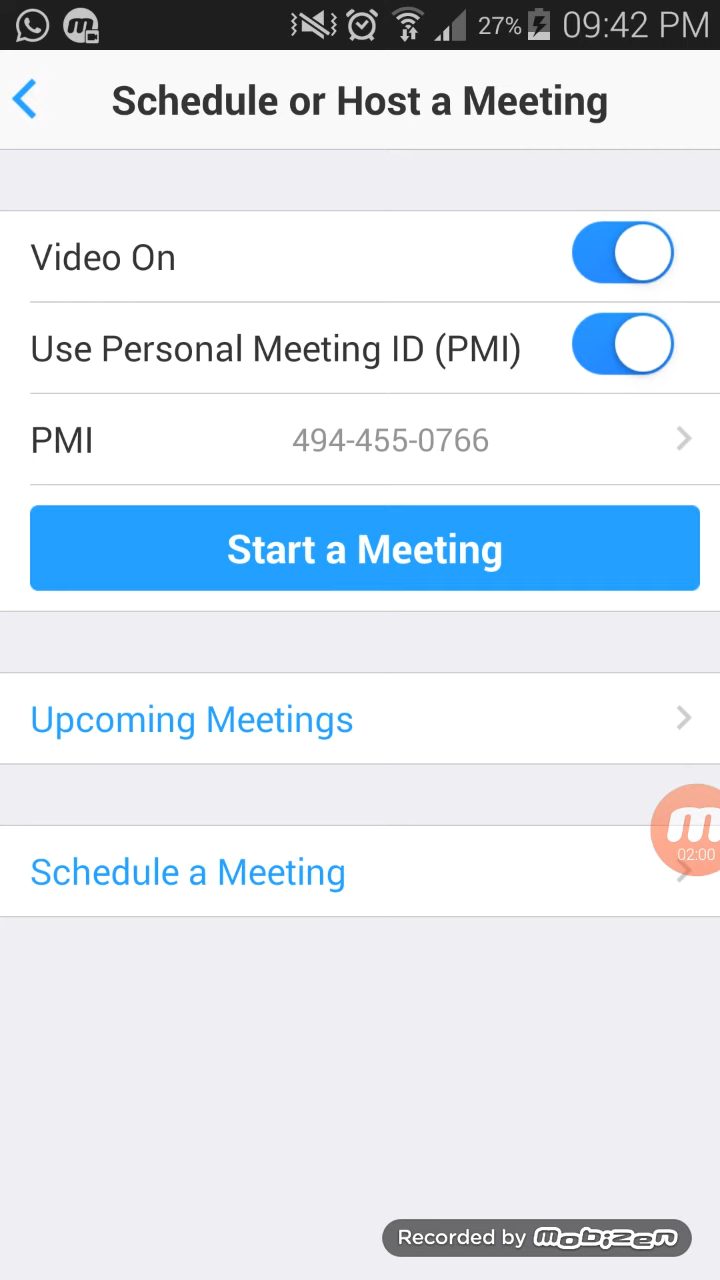 27% 09:42 PM
Schedule or Host a Meeting
Video On
Use Personal Meeting ID (PMI)
PMI 494-455-0766
Start a Meeting
Upcoming Meetings
m
02:00
Schedule a Meeting
Recorded by mobizen